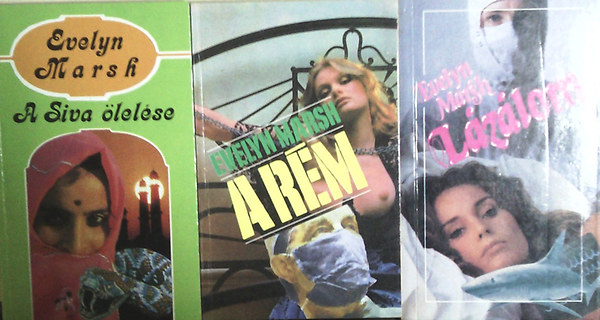 Evelyn
Marsh
A Siva ölelése
EVELYN MARSH
A RÉM
Evelyn
Marsh
Lázálom